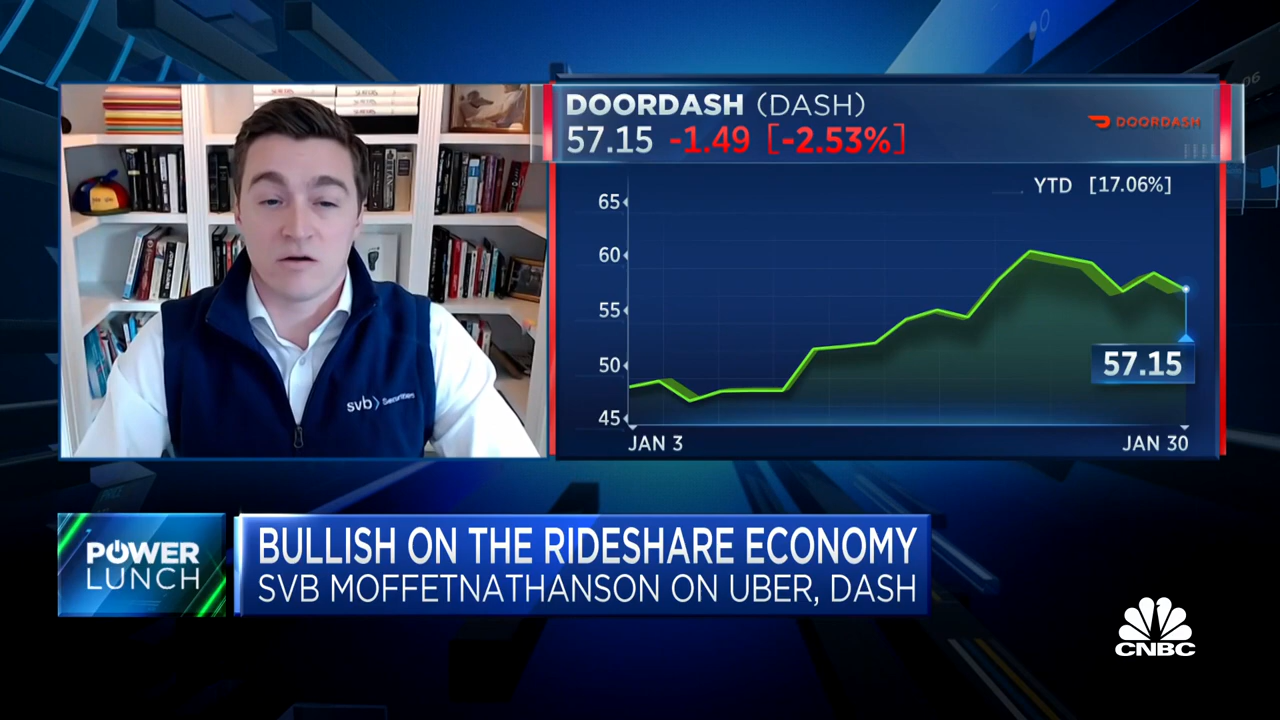 DOORDASH (DASH)
57.15 -1.49 [-2.53%]
DOORDASH
YTD [17.06%]
65
60
55
50
45
57.15
JAN 3
JAN 30
svb) Securities
POWER
LUNCH
BULLISH ON THE RIDESHARE ECONOMY
SVB MOFFETNATHANSON ON UBER, DASH
CNBC